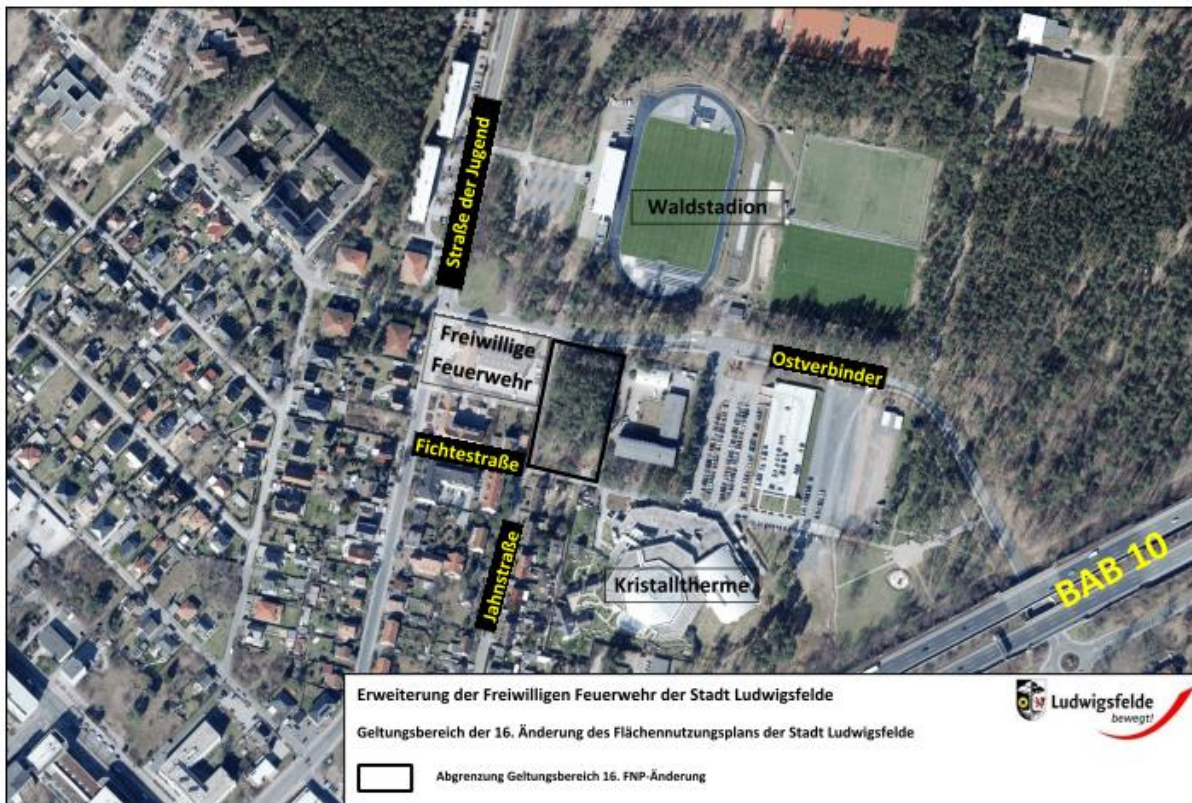 Straße der Jugend
Waldstadion
Freiwillige
Feuerwehr
Ostverbinder
Fichtestraße
Jahnstraße
Kristalltherme
BAB 10
Erweiterung der Freiwilligen Feuerwehr der Stadt Ludwigsfelde
Geltungsbereich der 16. Änderung des Flächennutzungsplans der Stadt Ludwigsfelde
Abgrenzung Geltungsbereich 16. FNP-Änderung
Ludwigsfelde
bewegt!